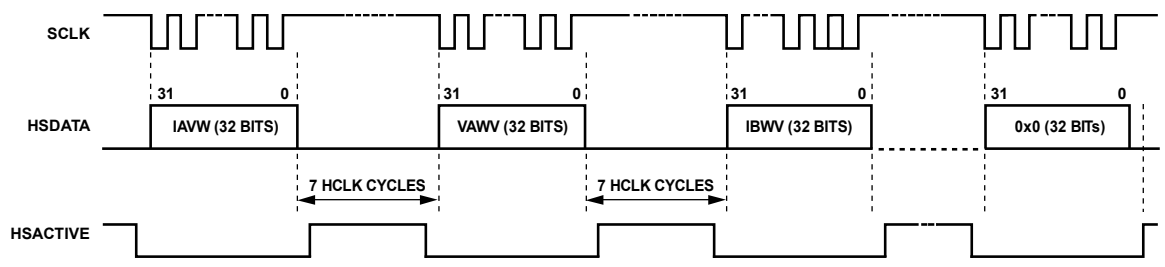 SCLK
31 0 31 0 31 0 31 0
HSDATA IAVW (32 BITS) VAWV (32 BITS) IBWV (32 BITS) 0x0 (32 BITs)
7 HCLK CYCLES 7 HCLK CYCLES
HSACTIVE